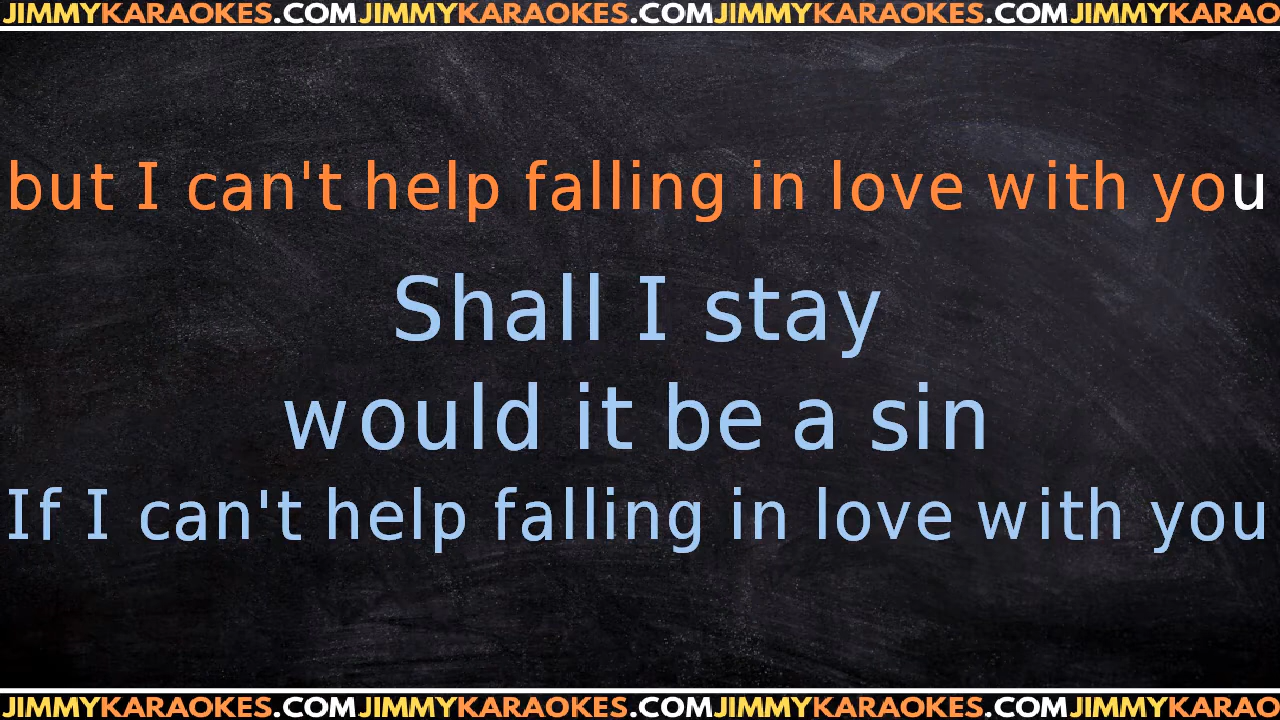 JIMMYKARAOKES.COMJIMMYKARAOKES.COMJIMMYKARAOKES.COMJIMMYKARAO
but I can't help falling in love with you
Shall I stay
would it be a sin
If I can't help falling in love with you
JIMMYKARAOKES.COMJIMMYKARAOKES.COMJIMMYKARAOKES.COMJIMMYKARAO